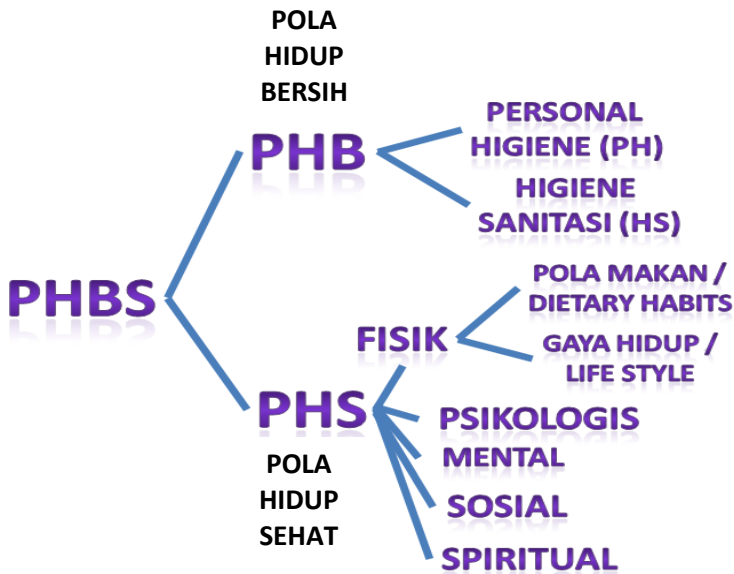 POLA
HIDUP
BERSIH
PHB
PERSONAL
HIGIENE (PH)
HIGIENE
SANITASI (HS)
PHBS
POLA MAKAN /
DIETARY HABITS
FISIK
GAYA HIDUP /
LIFE STYLE
PHS
POLA
HIDUP
SEHAT
PSIKOLOGIS
MENTAL
SOSIAL
SPIRITUAL